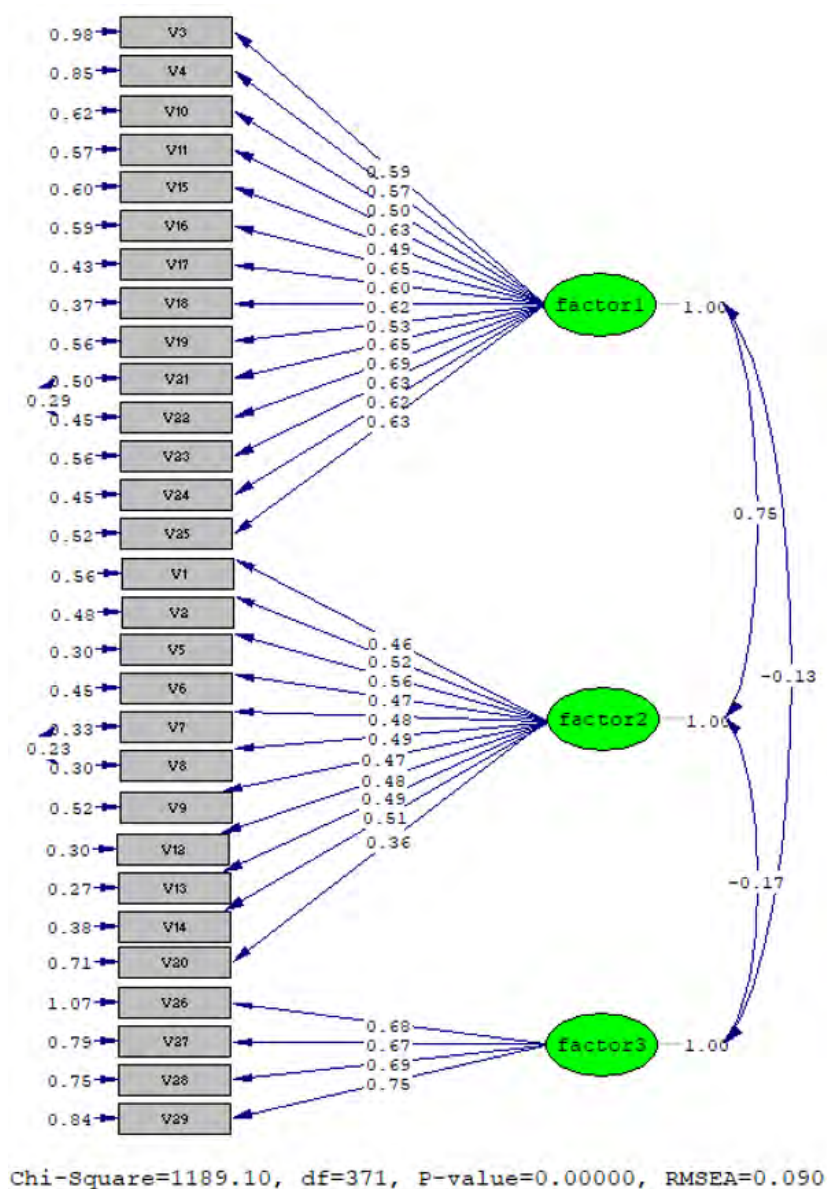 0.98 V3
0.85 V4
0.62 V10
0.57 V11
0.60 V15
0.59 V16
0.43 V17
0.37 V18
0.56 V19
0.50 V21
0.29
0.45 V22
0.56 V23
0.45 V24
0.52 V25
0.59
0.57
0.50
0.63
0.49
0.65
0.60
0.62
0.53
0.65
0.69
0.63
0.62
0.63
factor1 1.00
0.56 V1
0.48 V2
0.30 V5
0.45 V6
0.33 V7
0.23
0.30 V8
0.52 V9
0.30 V12
0.27 V13
0.38 V14
0.71 V20
0.46
0.52
0.56
0.47
0.48
0.49
0.47
0.48
0.49
0.51
0.36
factor2 1.00
1.07 V26
0.79 V27
0.75 V28
0.84 V29
0.68
0.67
0.69
0.75
factor3 1.00
0.75
-0.13
-0.17
Chi-Square=1189.10, df=371, P-value=0.00000, RMSEA=0.090